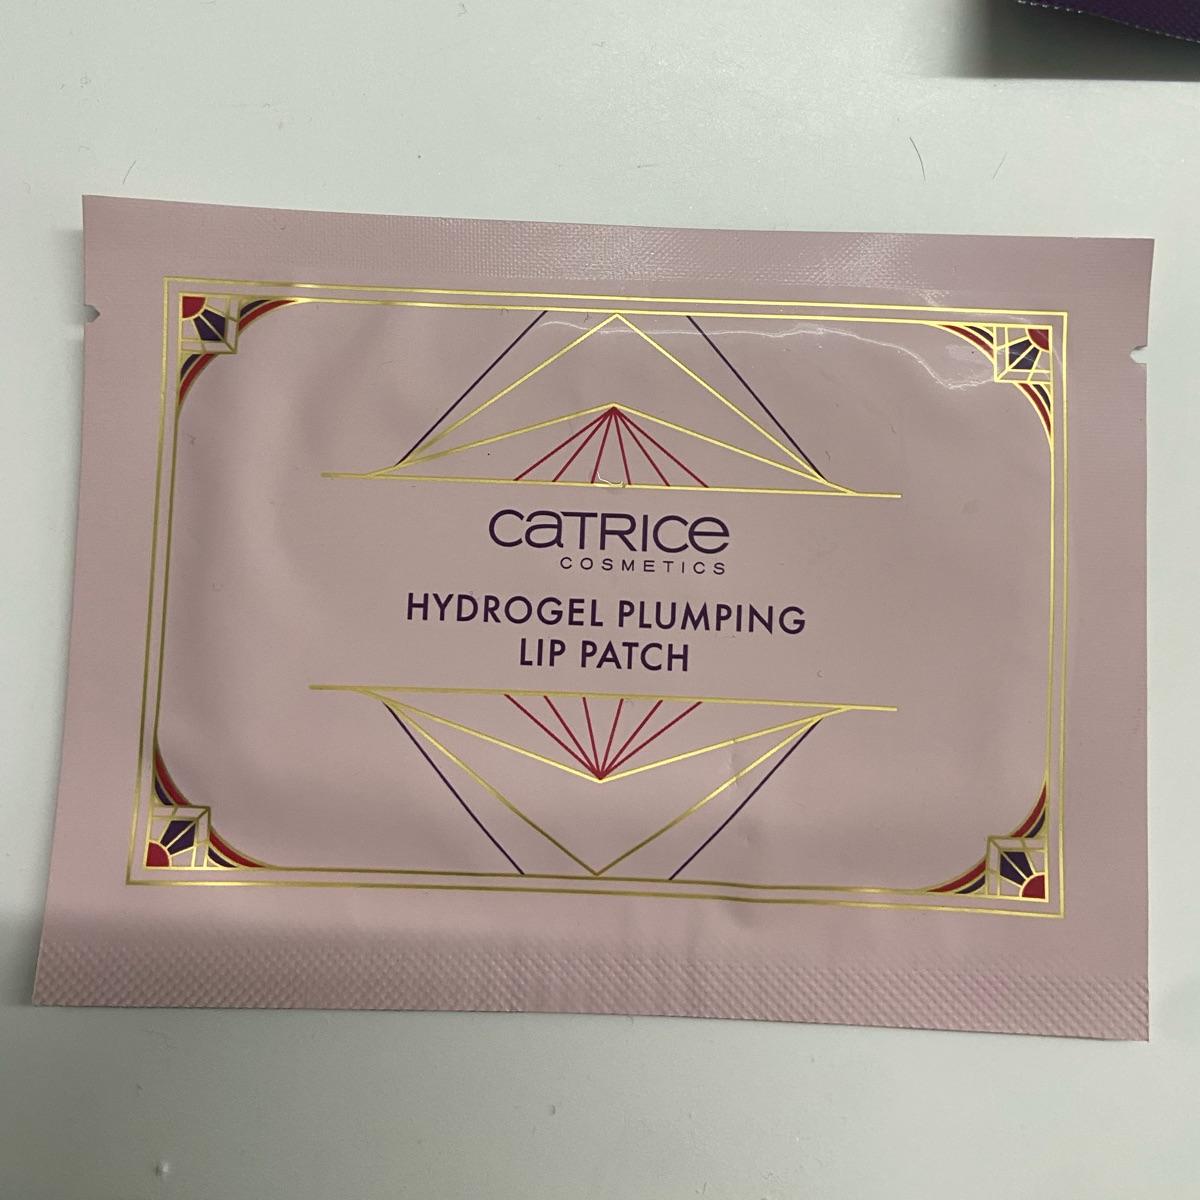 CATRICE
COSMETICS
HYDROGEL PLUMPING
LIP PATCH